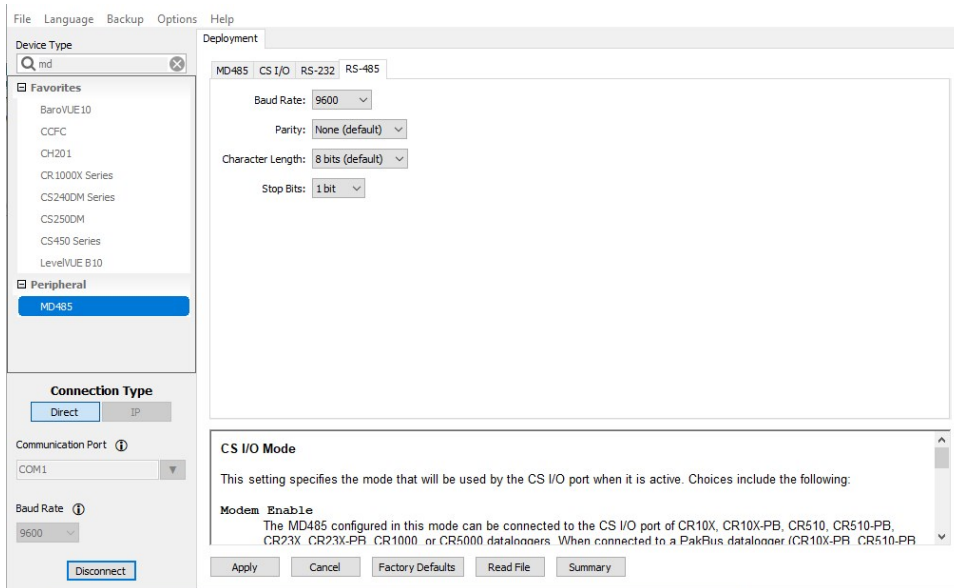 File Language Backup Options Help
Device Type
md
Favorites
BaroVUE10
CCFC
CH201
CR1000X Series
CS240DM Series
CS250DM
CS450 Series
LevelVUE B10
Peripheral
MD485
Connection Type
Direct IP
Communication Port
COM1
Baud Rate
9600
Disconnect
Deployment
MD485 CS I/O RS-232 RS-485
Baud Rate: 9600
Parity: None (default)
Character Length: 8 bits (default)
Stop Bits: 1 bit
CS I/O Mode
This setting specifies the mode that will be used by the CS I/O port when it is active. Choices include the following:
Modem Enable
The MD485 configured in this mode can be connected to the CS I/O port of CR10X, CR10X-PB, CR510, CR510-PB,
CR23X, CR23X-PB, CR1000, or CR5000 dataloggers. When connected to a PakBus datalogger (CR10X-PB, CR510-PB,
Apply Cancel Factory Defaults Read File Summary